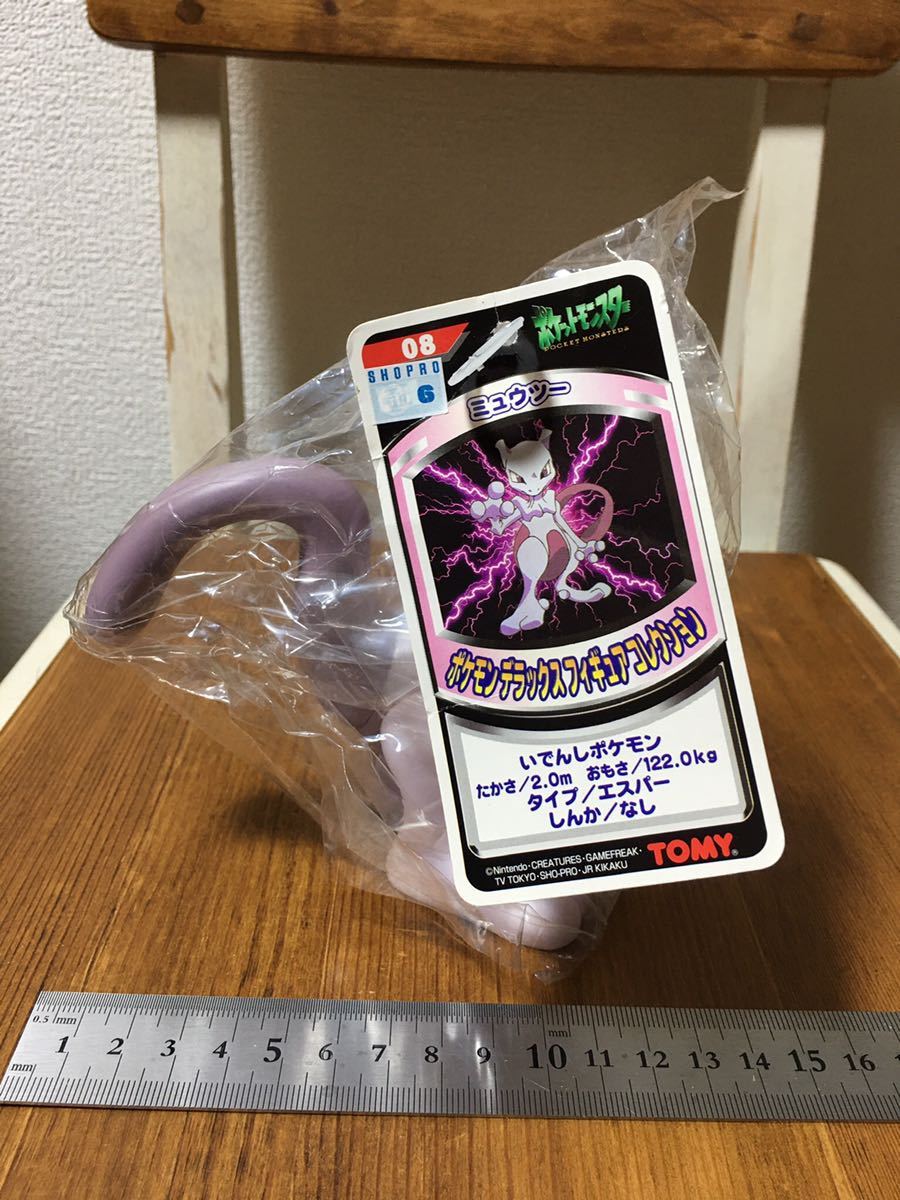 08
SHOPRO
G
ポケットモンスター
POCKET MONSTERS
ミュウツー
ポケモンデラックスフィギュアコレクション
いでんしポケモン
たかさ/2.0m おもさ/122.0kg
タイプ/エスパー
しんか/なし
©Nintendo・CREATURES・GAMEFREAK・
TV TOKYO・SHO-PRO・JR KIKAKU
TOMY®
0.5 mm
mm
1 2 3 4 5 6 7 8 9 10 11 12 13 14 15 16
mm